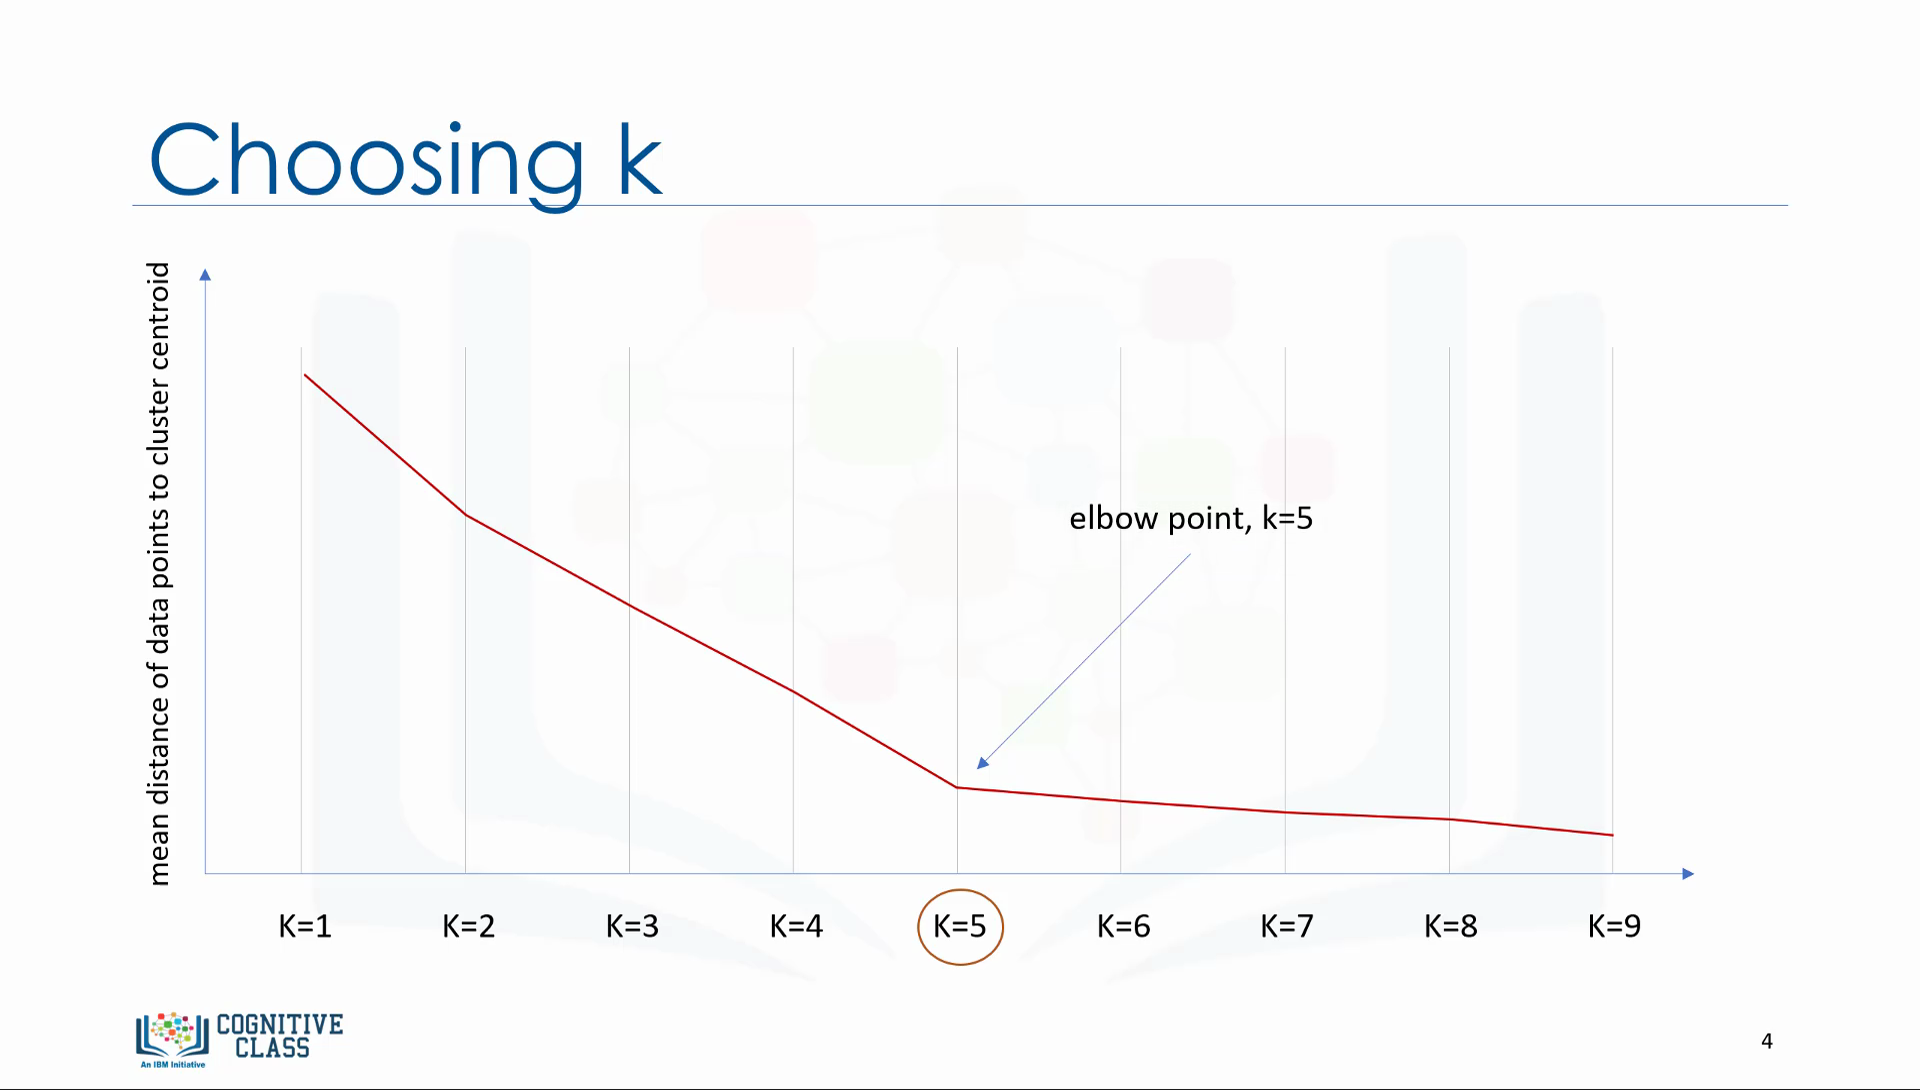 Choosing k
mean distance of data points to cluster centroid
elbow point, k=5
K=1 K=2 K=3 K=4 K=5 K=6 K=7 K=8 K=9
COGNITIVE
CLASS
An IBM Initiative
4